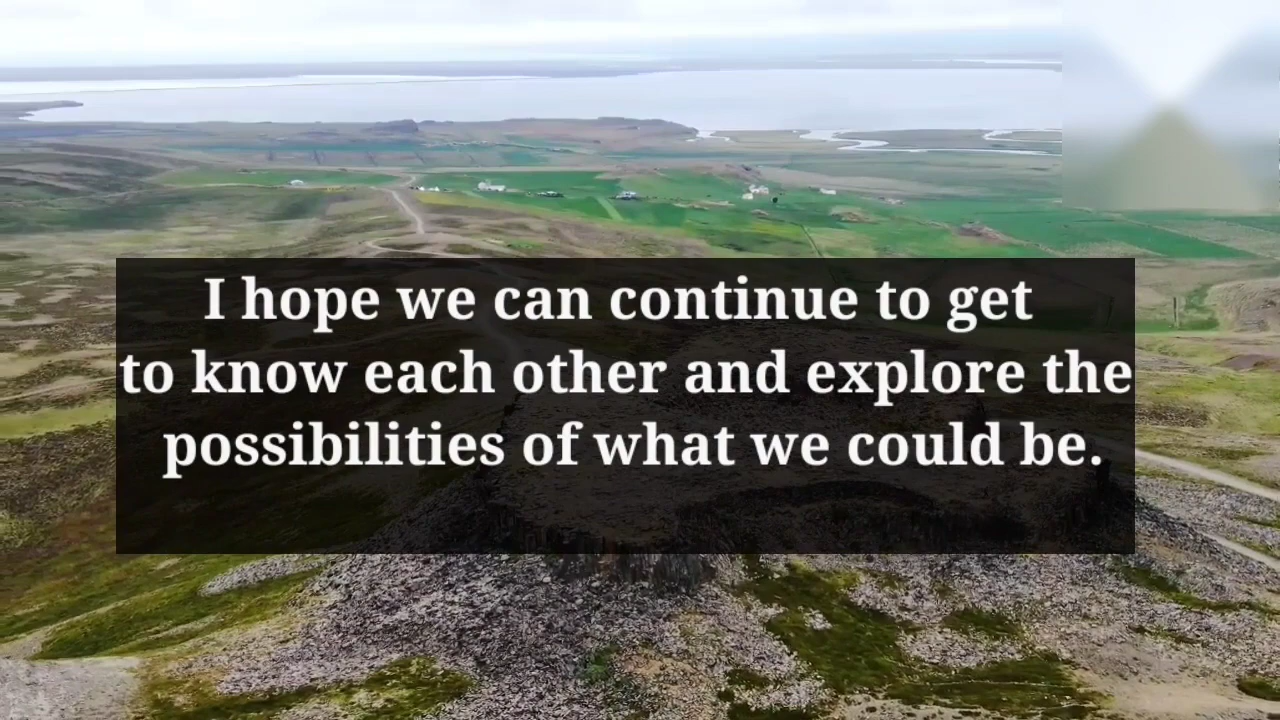 I hope we can continue to get
to know each other and explore the
possibilities of what we could be.